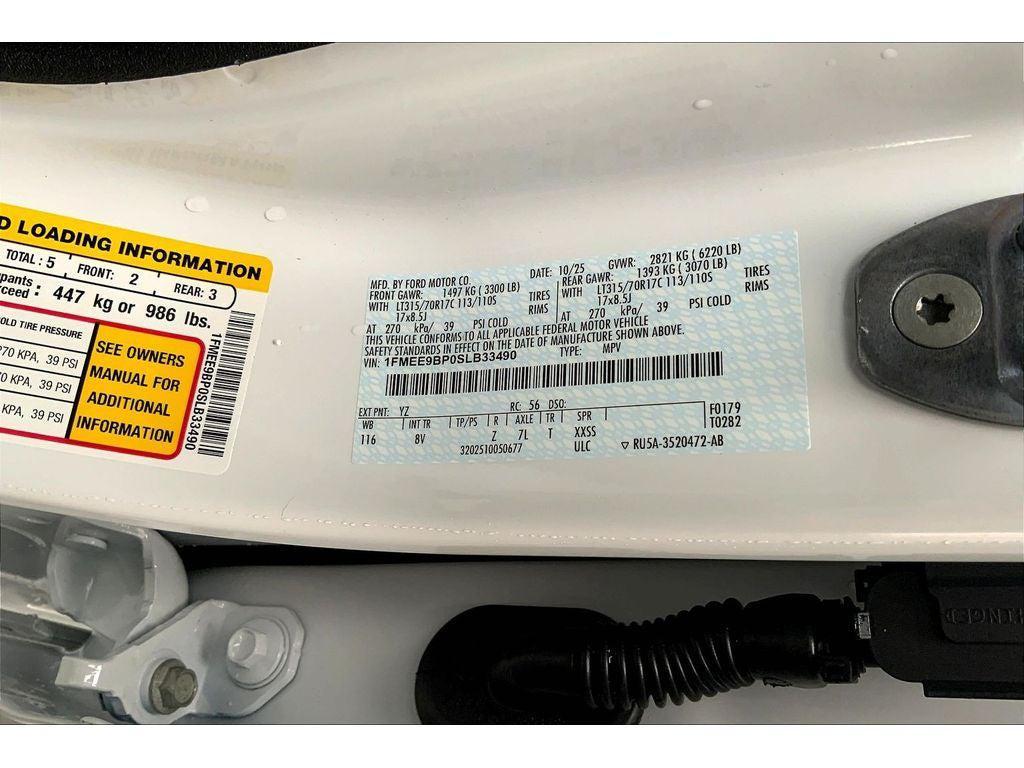 D LOADING INFORMATION
TOTAL: 5 FRONT: 2 REAR: 3
pants
xceed: 447 kg or 986 lbs.
OLD TIRE PRESSURE
270 KPA, 39 PSI
70 KPA, 39 PSI
KPA, 39 PSI
SEE OWNERS
MANUAL FOR
ADDITIONAL
INFORMATION
1FMEE9BP0SLB33490
MFD. BY FORD MOTOR CO. DATE: 10/25 GVWR: 2821 KG (6220 LB)
FRONT GAWR: 1497 KG (3300 LB) REAR GAWR: 1393 KG (3070 LB)
WITH LT315/70R17C 113/110S TIRES WITH LT315/70R17C 113/110S TIRES
17x8.5J RIMS 17x8.5J RIMS
AT 270 kPa/ 39 PSI COLD AT 270 kPa/ 39 PSI COLD
THIS VEHICLE CONFORMS TO ALL APPLICABLE FEDERAL MOTOR VEHICLE
SAFETY STANDARDS IN EFFECT ON THE DATE OF MANUFACTURE SHOWN ABOVE.
VIN: 1FMEE9BP0SLB33490 TYPE: MPV
EXT PNT: YZ RC: 56 DSO: F0179
WB INT TR TP/PS R AXLE TR SPR T0282
116 8V Z 7L T XXSS
3202510050677 ULC ▽ RU5A-3520472-AB